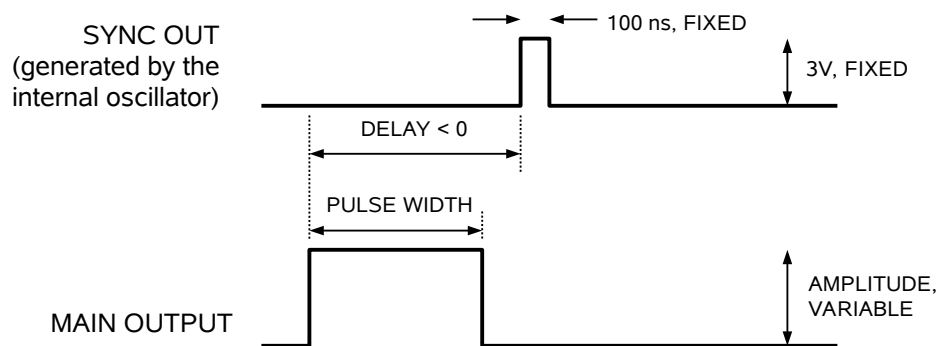 SYNC OUT
(generated by the
internal oscillator)
100 ns, FIXED
3V, FIXED
DELAY < 0
PULSE WIDTH
AMPLITUDE,
VARIABLE
MAIN OUTPUT